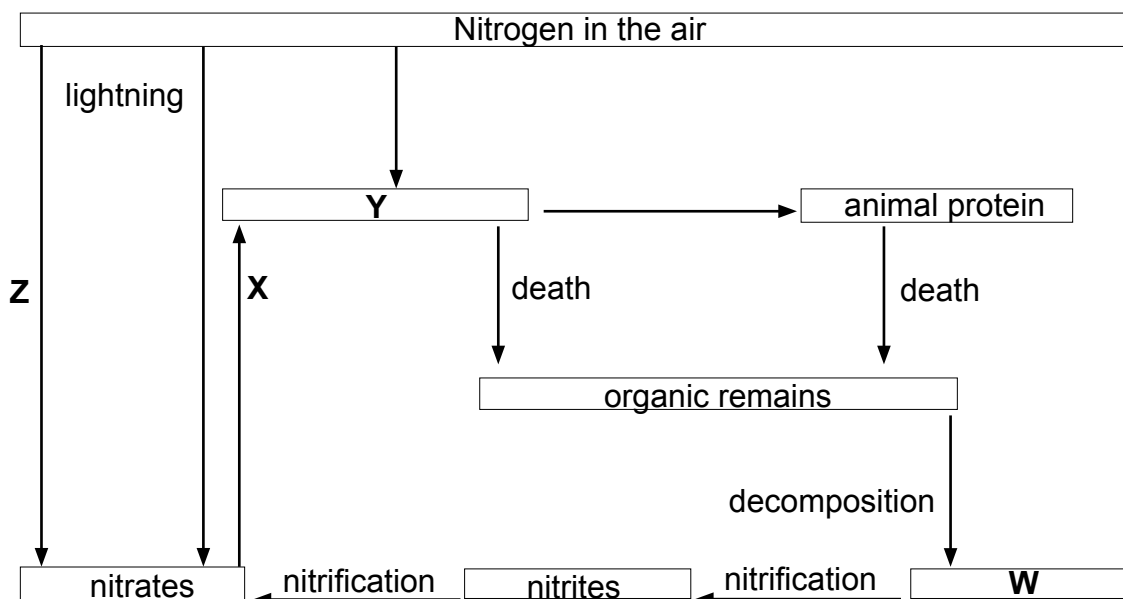 Nitrogen in the air
lightning
Y
animal protein
Z
X
death
death
organic remains
decomposition
nitrates
nitrification
nitrites
nitrification
W